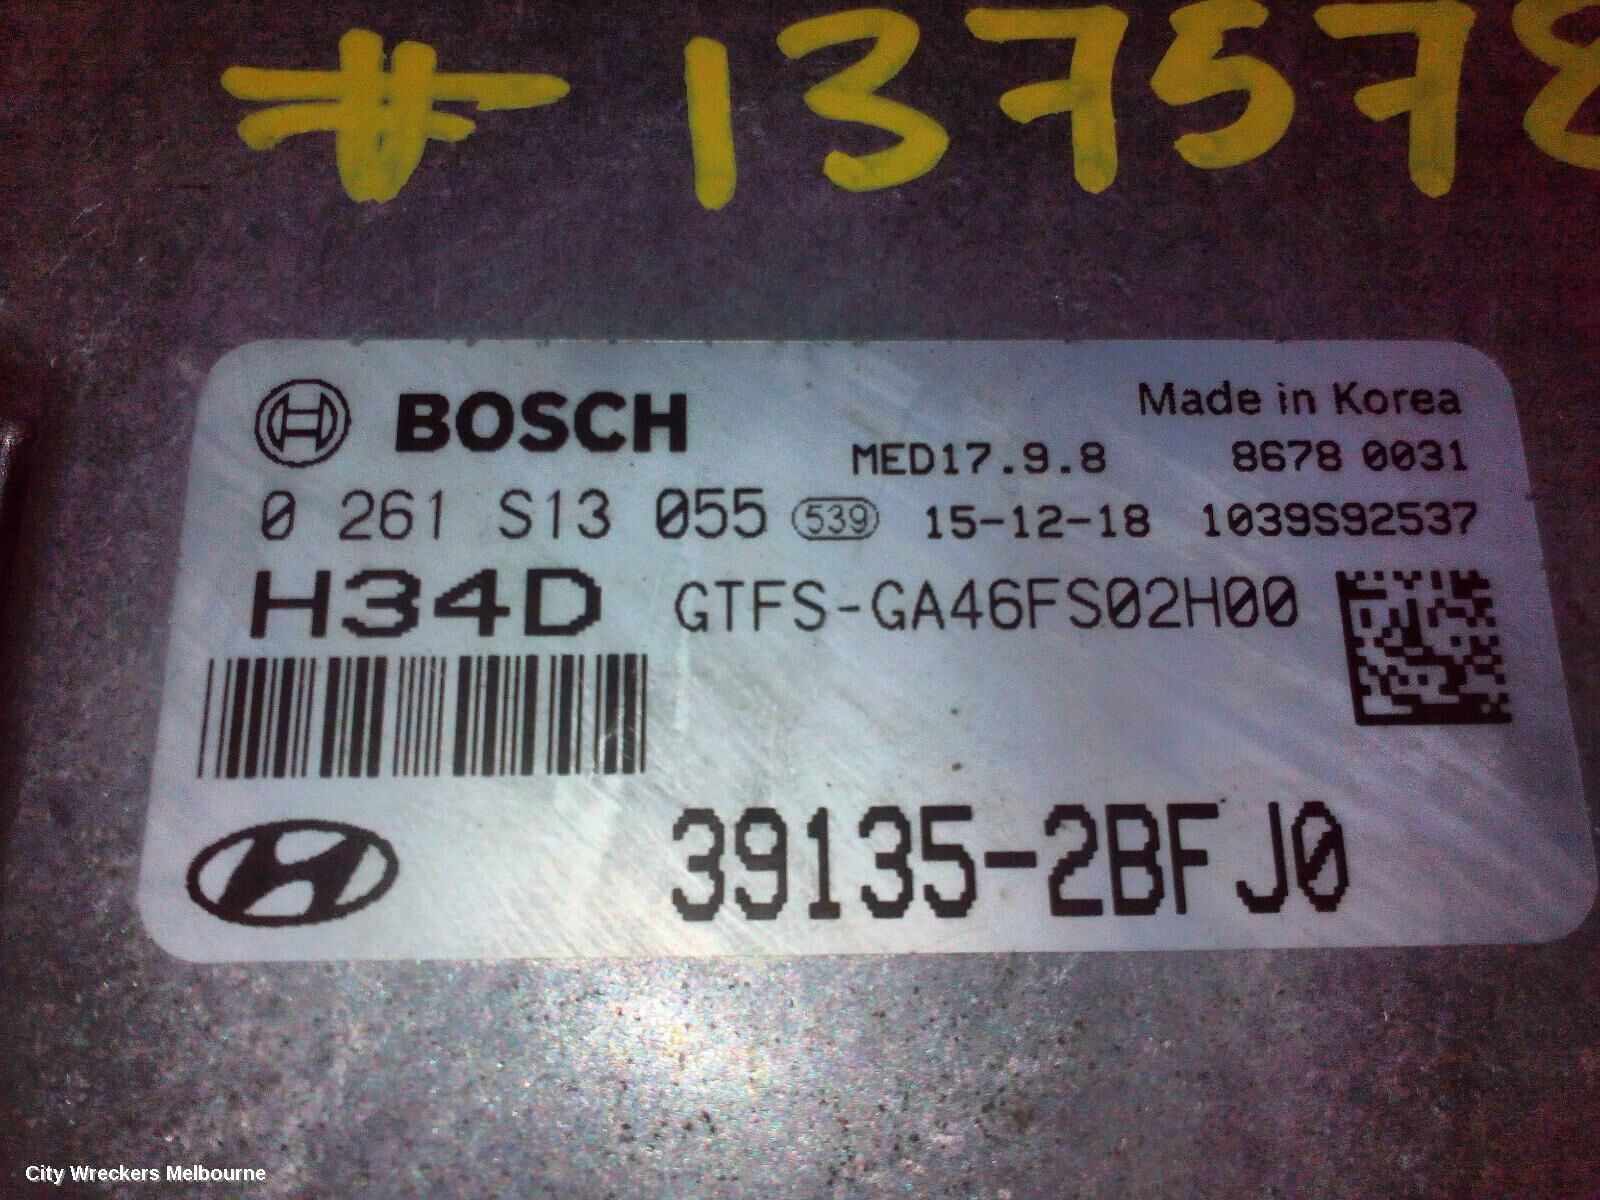 #137578
BOSCH
Made in Korea
MED17.9.8 8678 0031
0 261 S13 055 539 15-12-18 1039S92537
H34D GTFS-GA46FS02H00
39135-2BFJ0
City Wreckers Melbourne